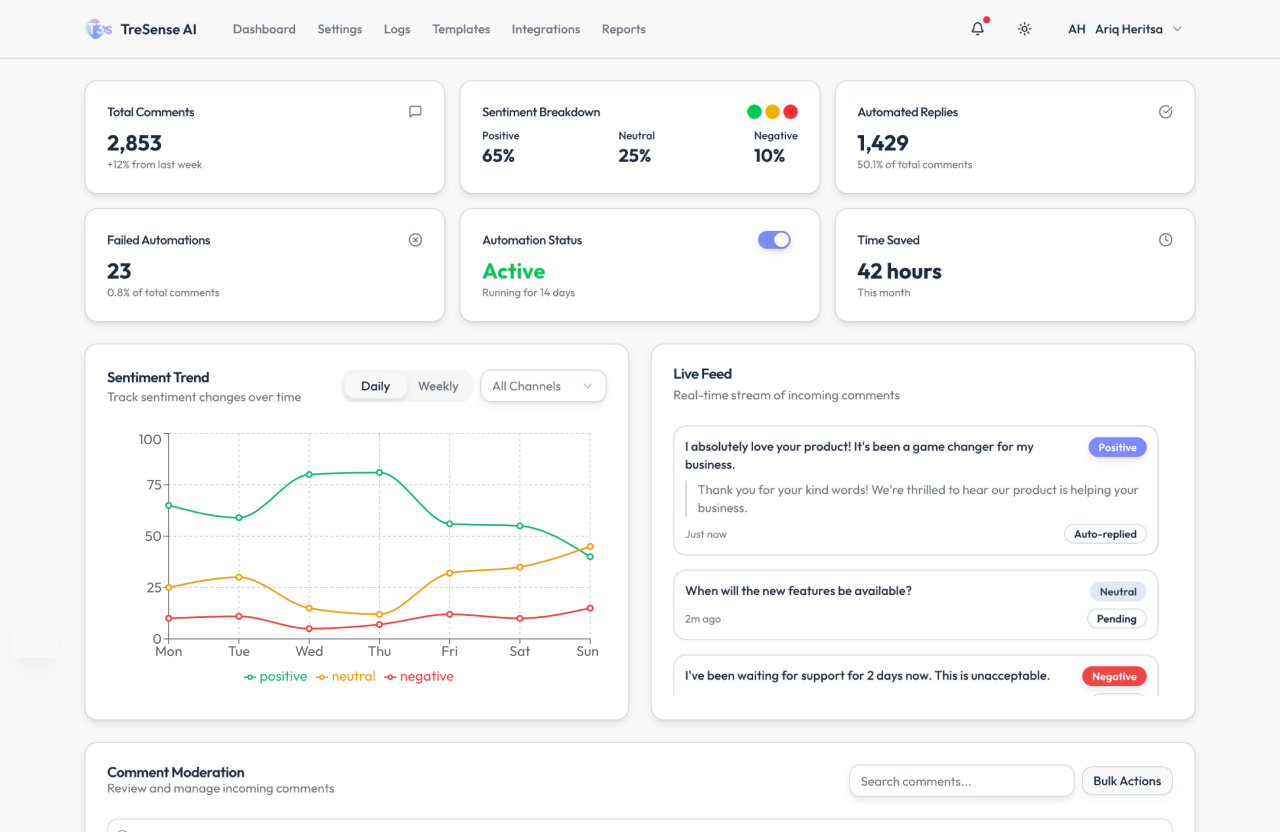 T3s TreSense AI Dashboard Settings Logs Templates Integrations Reports AH Ariq Heritsa
Total Comments
2,853
+12% from last week
Sentiment Breakdown
Positive Neutral Negative
65% 25% 10%
Automated Replies
1,429
50.1% of total comments
Failed Automations
23
0.8% of total comments
Automation Status
Active
Running for 14 days
Time Saved
42 hours
This month
Sentiment Trend
Track sentiment changes over time
Daily Weekly All Channels
100
75
50
25
0
Mon Tue Wed Thu Fri Sat Sun
positive neutral negative
Live Feed
Real-time stream of incoming comments
I absolutely love your product! It's been a game changer for my
business.
Positive
Thank you for your kind words! We're thrilled to hear our product is helping your
business.
Just now Auto-replied
When will the new features be available? Neutral
2m ago Pending
I've been waiting for support for 2 days now. This is unacceptable. Negative
Comment Moderation
Review and manage incoming comments
Search comments... Bulk Actions